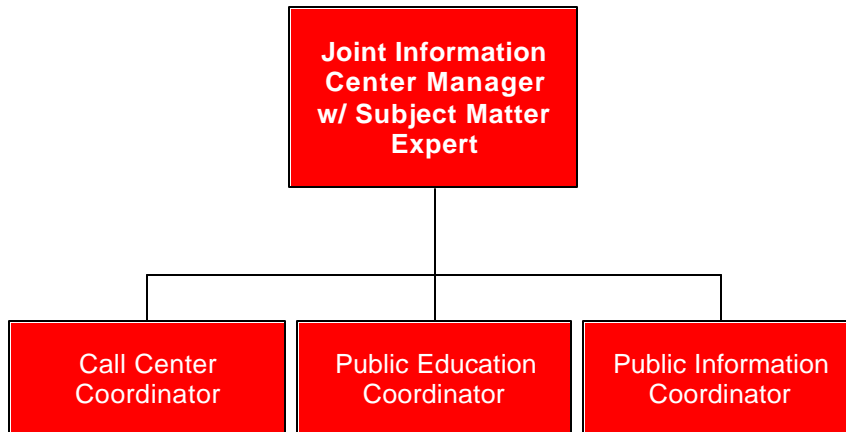 Joint Information
Center Manager
w/ Subject Matter
Expert
Call Center
Coordinator
Public Education
Coordinator
Public Information
Coordinator